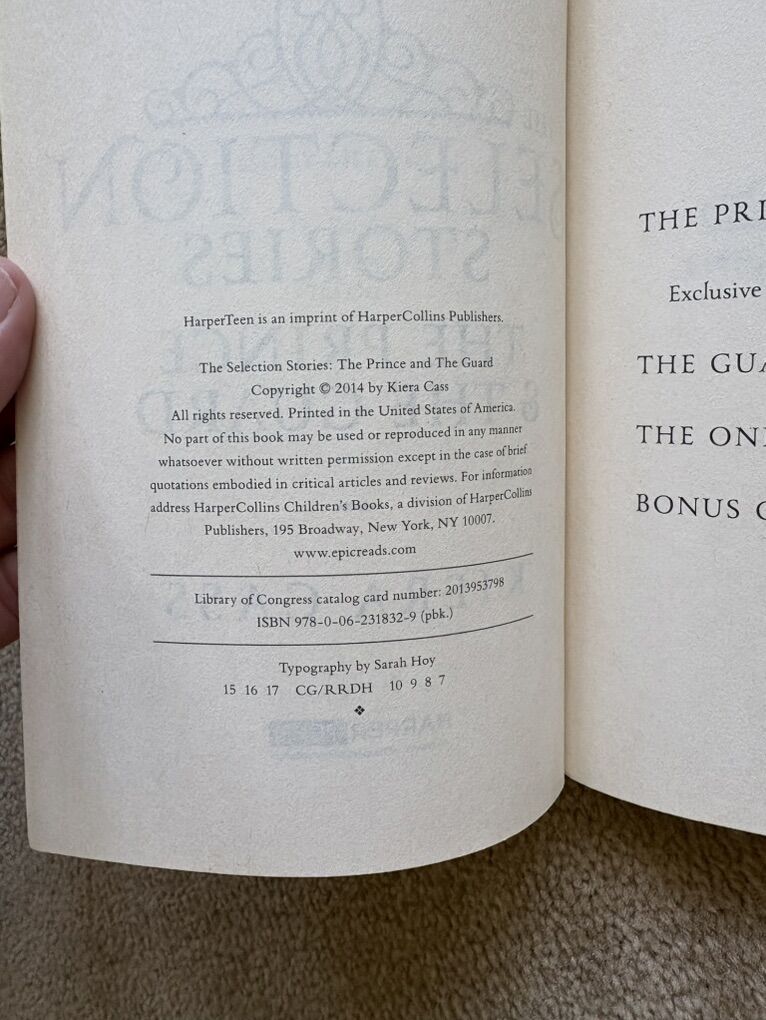 HarperTeen is an imprint of HarperCollins Publishers.
The Selection Stories: The Prince and The Guard
Copyright © 2014 by Kiera Cass
All rights reserved. Printed in the United States of America.
No part of this book may be used or reproduced in any manner
whatsoever without written permission except in the case of brief
quotations embodied in critical articles and reviews. For information
address HarperCollins Children's Books, a division of HarperCollins
Publishers, 195 Broadway, New York, NY 10007.
www.epicreads.com
Library of Congress catalog card number: 2013953798
ISBN 978-0-06-231832-9 (pbk.)
Typography by Sarah Hoy
15 16 17 CG/RRDH 10 9 8 7
❖
THE PRI
Exclusive
THE GUA
THE ON
BONUS